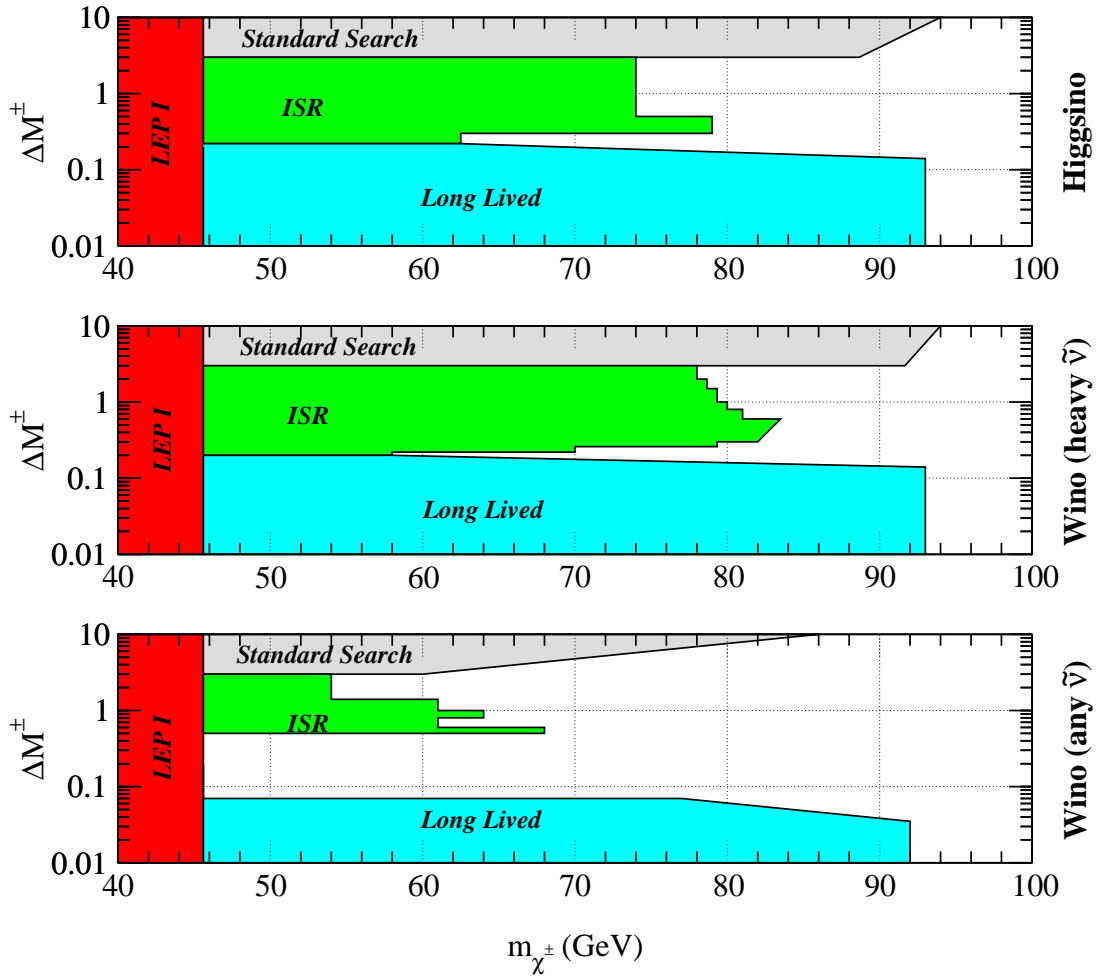 10
1
0.1
0.01
ΔM±
LEP I
Standard Search
ISR
Long Lived
Higgsino
40 50 60 70 80 90 100
10
1
0.1
0.01
ΔM±
LEP I
Standard Search
ISR
Long Lived
Wino (heavy ν̃)
40 50 60 70 80 90 100
10
1
0.1
0.01
ΔM±
LEP I
Standard Search
ISR
Long Lived
Wino (any ν̃)
40 50 60 70 80 90 100
mχ± (GeV)